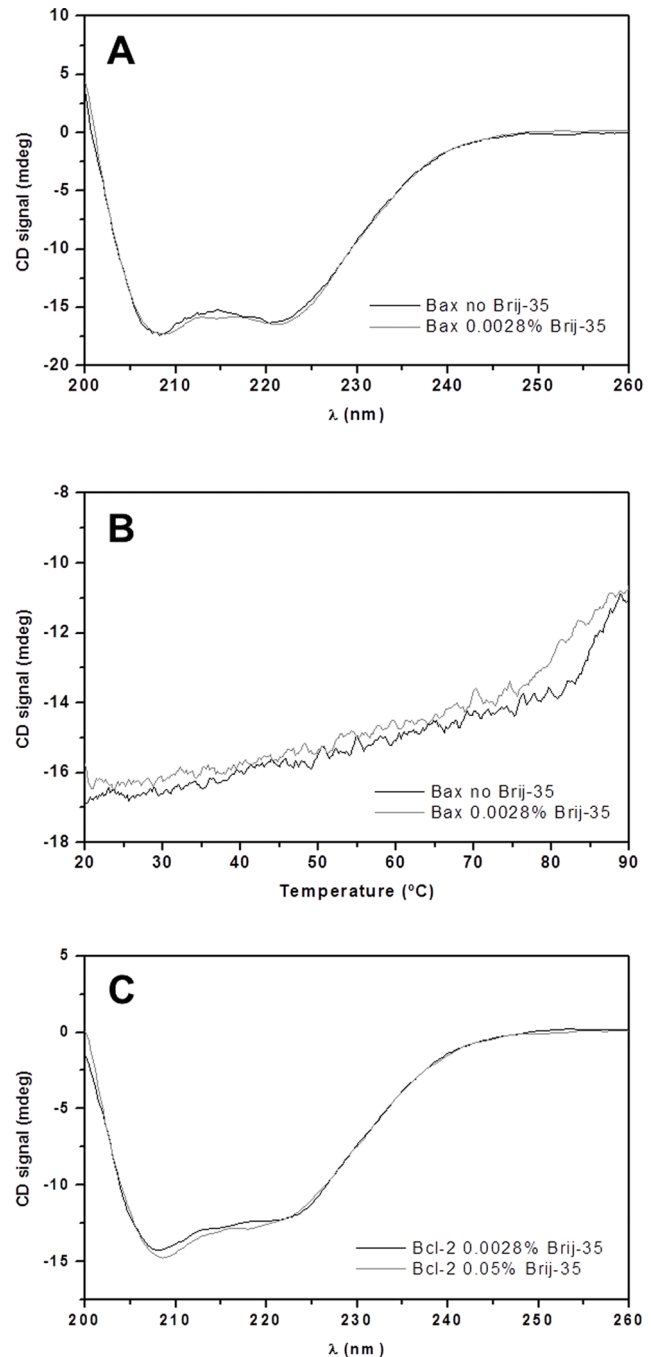 A
10
5
0
-5
-10
-15
-20
CD signal (mdeg)
Bax no Brij-35
Bax 0.0028% Brij-35
200 210 220 230 240 250 260
λ (nm)
B
-8
-10
-12
-14
-16
-18
CD signal (mdeg)
Bax no Brij-35
Bax 0.0028% Brij-35
20 30 40 50 60 70 80 90
Temperature (ºC)
C
5
0
-5
-10
-15
CD signal (mdeg)
Bcl-2 0.0028% Brij-35
Bcl-2 0.05% Brij-35
200 210 220 230 240 250 260
λ (nm)